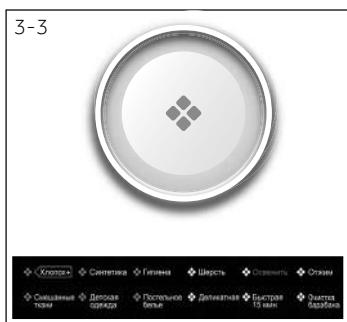 3-3
Хлопок+ Синтетика Гигиена Шерсть Освежить Отжим
Смешанные ткани Детская одежда Постельное белье Деликатная Быстрая 15 мин Очистка барабана